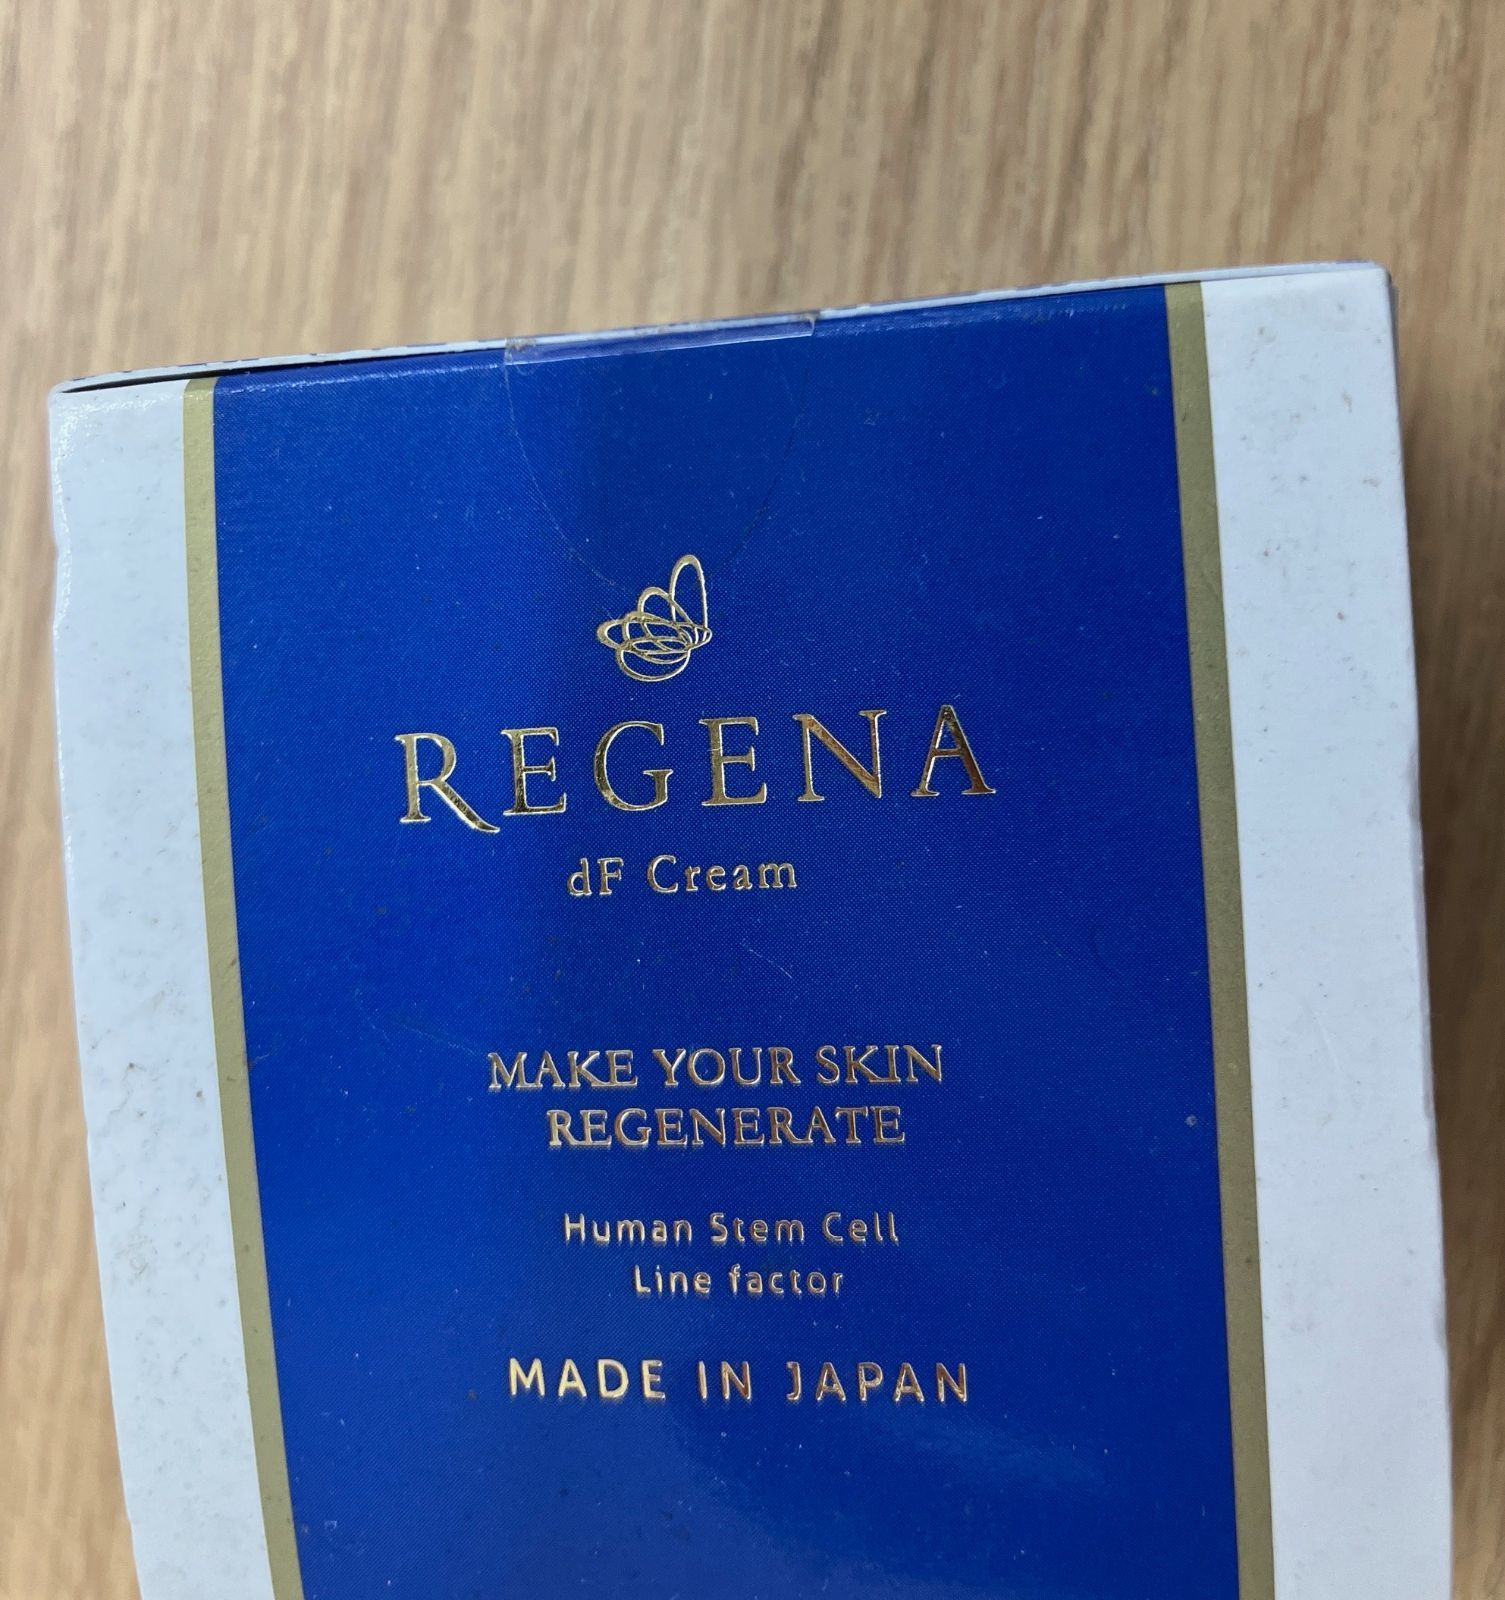 REGENA
dF Cream
MAKE YOUR SKIN
REGENERATE
Human Stem Cell
Line factor
MADE IN JAPAN